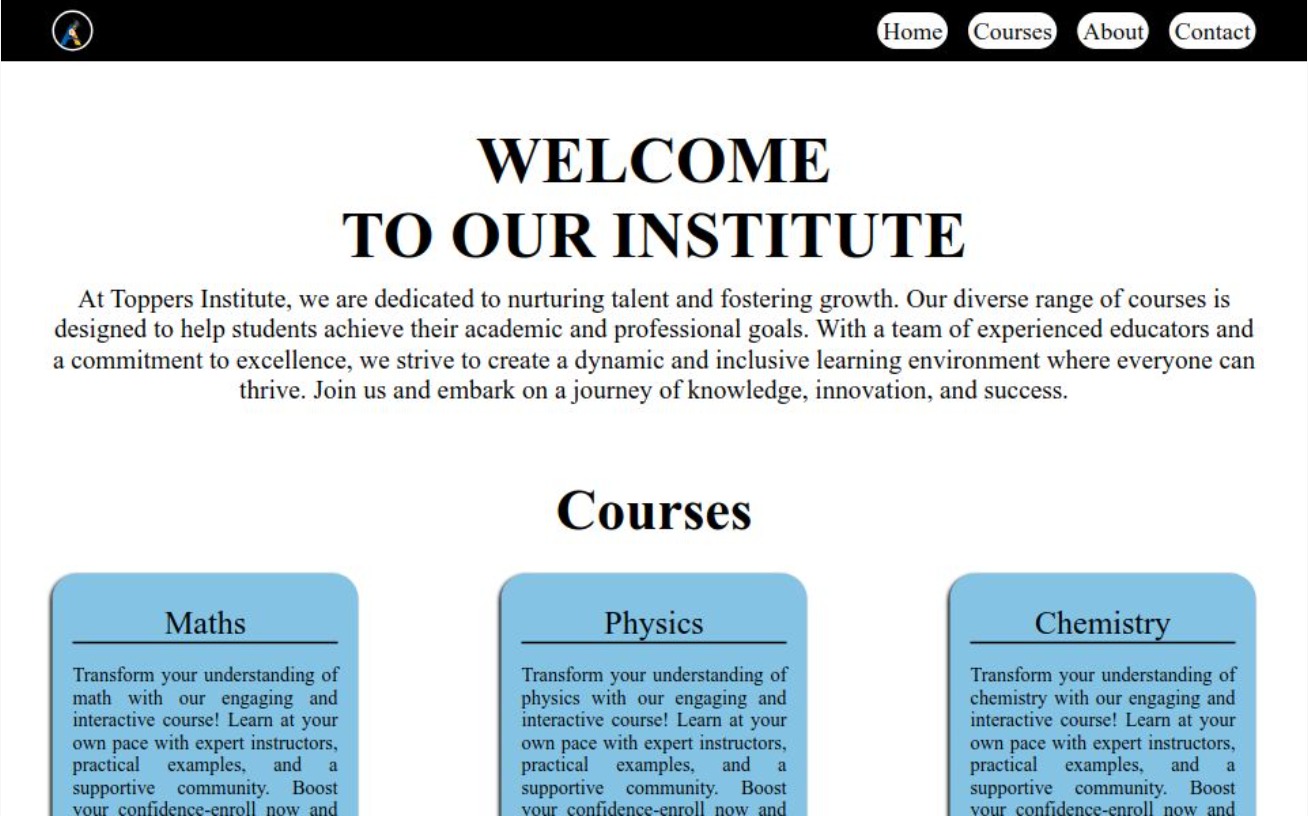 Home Courses About Contact
WELCOME
TO OUR INSTITUTE
At Toppers Institute, we are dedicated to nurturing talent and fostering growth. Our diverse range of courses is
designed to help students achieve their academic and professional goals. With a team of experienced educators and
a commitment to excellence, we strive to create a dynamic and inclusive learning environment where everyone can
thrive. Join us and embark on a journey of knowledge, innovation, and success.
Courses
Maths
Transform your understanding of
math with our engaging and
interactive course! Learn at your
own pace with expert instructors,
practical examples, and a
supportive community. Boost
your confidence-enroll now and
Physics
Transform your understanding of
physics with our engaging and
interactive course! Learn at your
own pace with expert instructors,
practical examples, and a
supportive community. Boost
your confidence-enroll now and
Chemistry
Transform your understanding of
chemistry with our engaging and
interactive course! Learn at your
own pace with expert instructors,
practical examples, and a
supportive community. Boost
your confidence-enroll now and